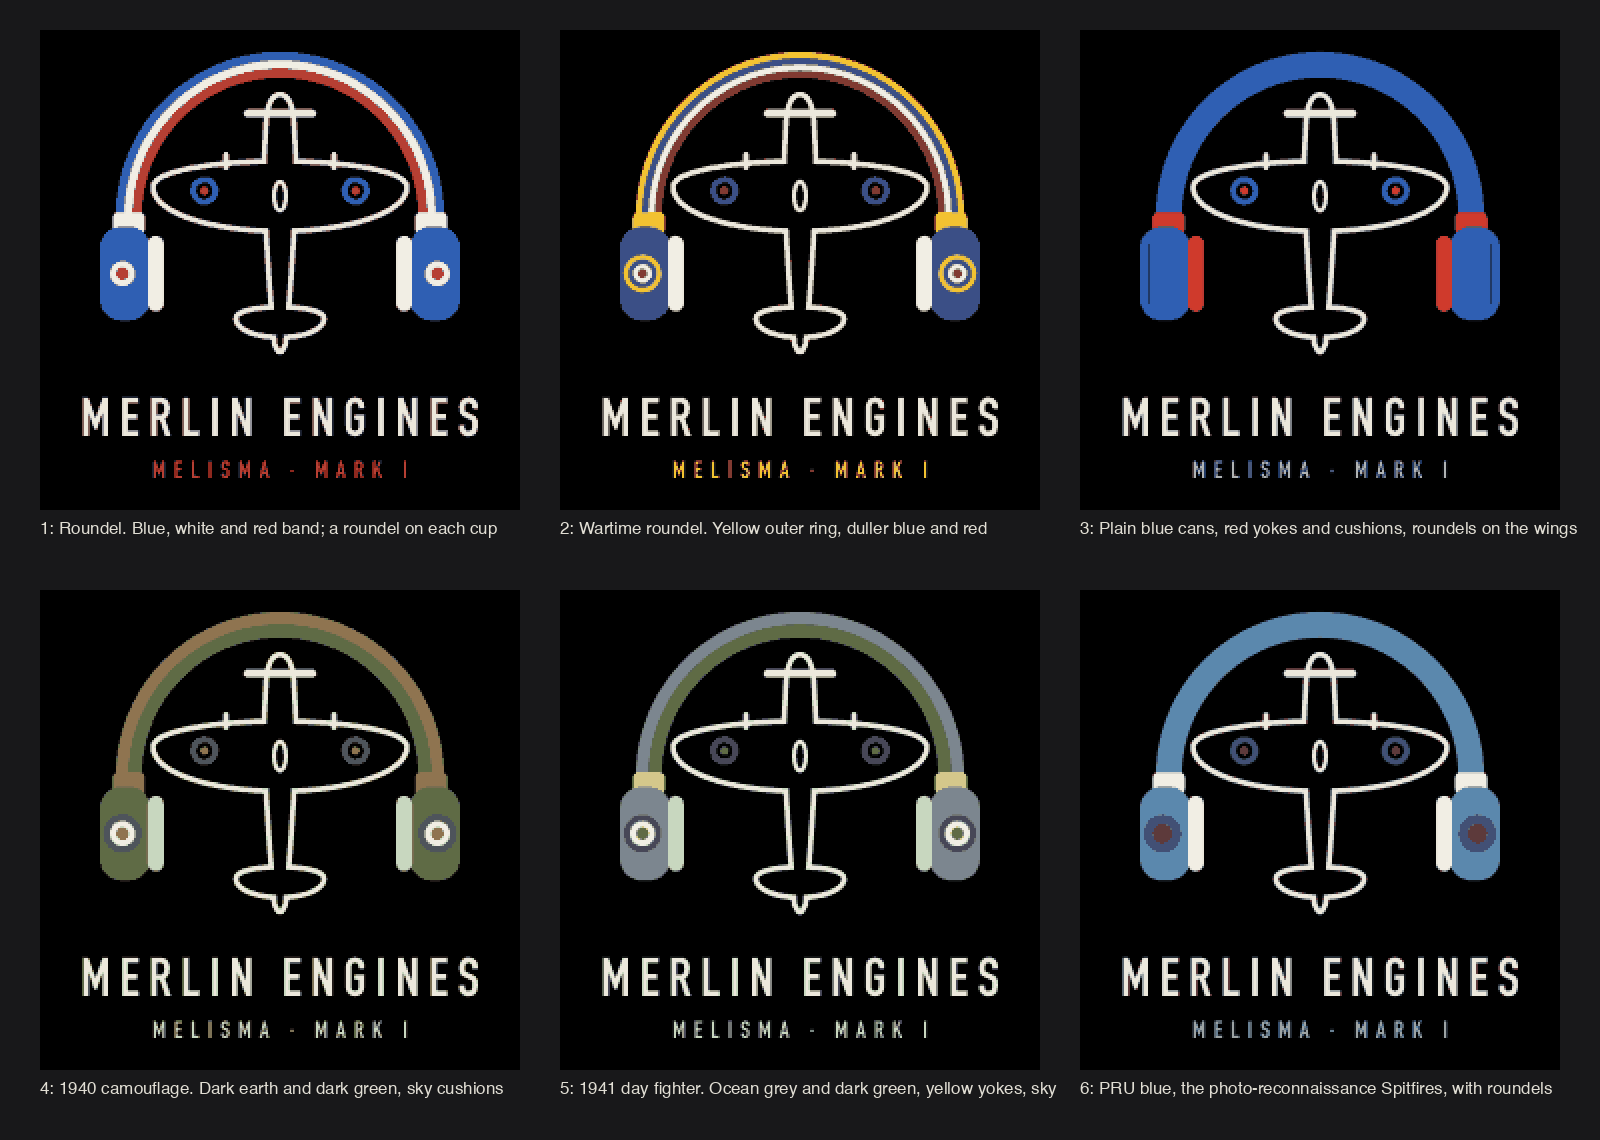 MERLIN ENGINES
MELISMA - MARK I
1: Roundel. Blue, white and red band; a roundel on each cup
MERLIN ENGINES
MELISMA - MARK I
2: Wartime roundel. Yellow outer ring, duller blue and red
MERLIN ENGINES
MELISMA - MARK I
3: Plain blue cans, red yokes and cushions, roundels on the wings
MERLIN ENGINES
MELISMA - MARK I
4: 1940 camouflage. Dark earth and dark green, sky cushions
MERLIN ENGINES
MELISMA - MARK I
5: 1941 day fighter. Ocean grey and dark green, yellow yokes, sky
MERLIN ENGINES
MELISMA - MARK I
6: PRU blue, the photo-reconnaissance Spitfires, with roundels